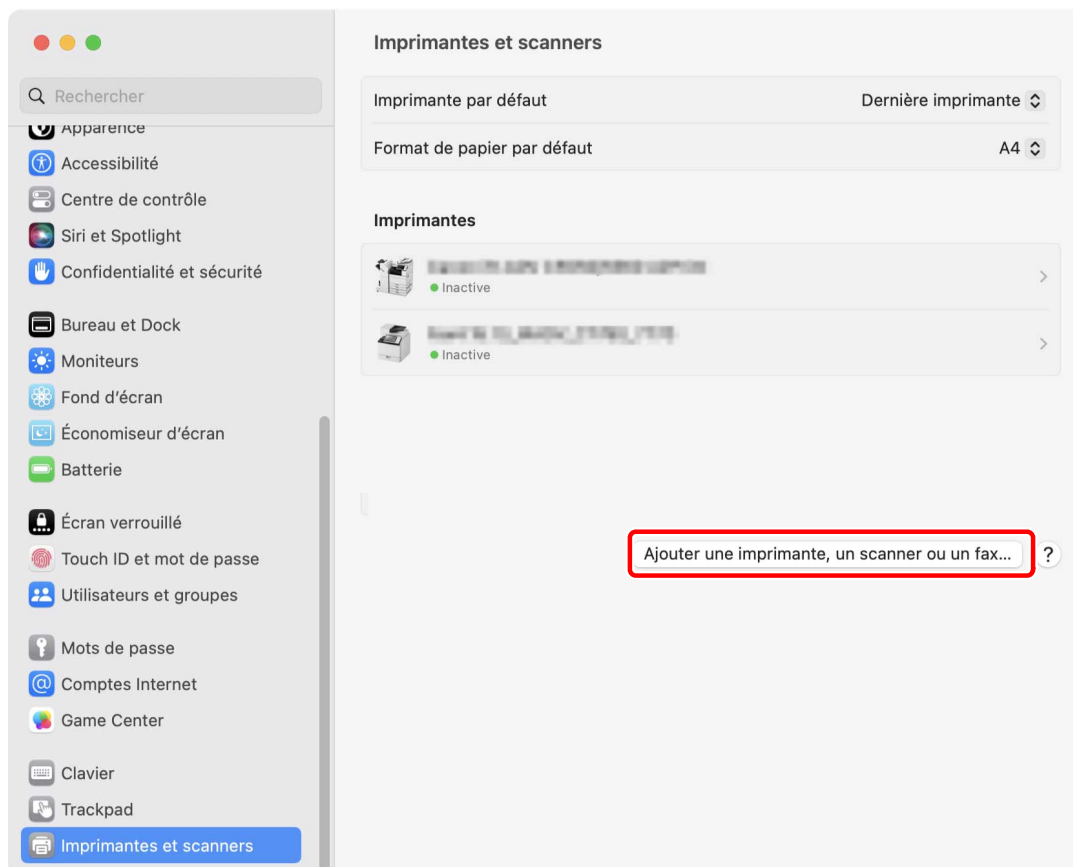 Rechercher
Apparence
Accessibilité
Centre de contrôle
Siri et Spotlight
Confidentialité et sécurité
Bureau et Dock
Moniteurs
Fond d'écran
Économiseur d'écran
Batterie
Écran verrouillé
Touch ID et mot de passe
Utilisateurs et groupes
Mots de passe
Comptes Internet
Game Center
Clavier
Trackpad
Imprimantes et scanners
Imprimantes et scanners
Imprimante par défaut Dernière imprimante
Format de papier par défaut A4
Imprimantes
Inactive
Inactive
Ajouter une imprimante, un scanner ou un fax... ?